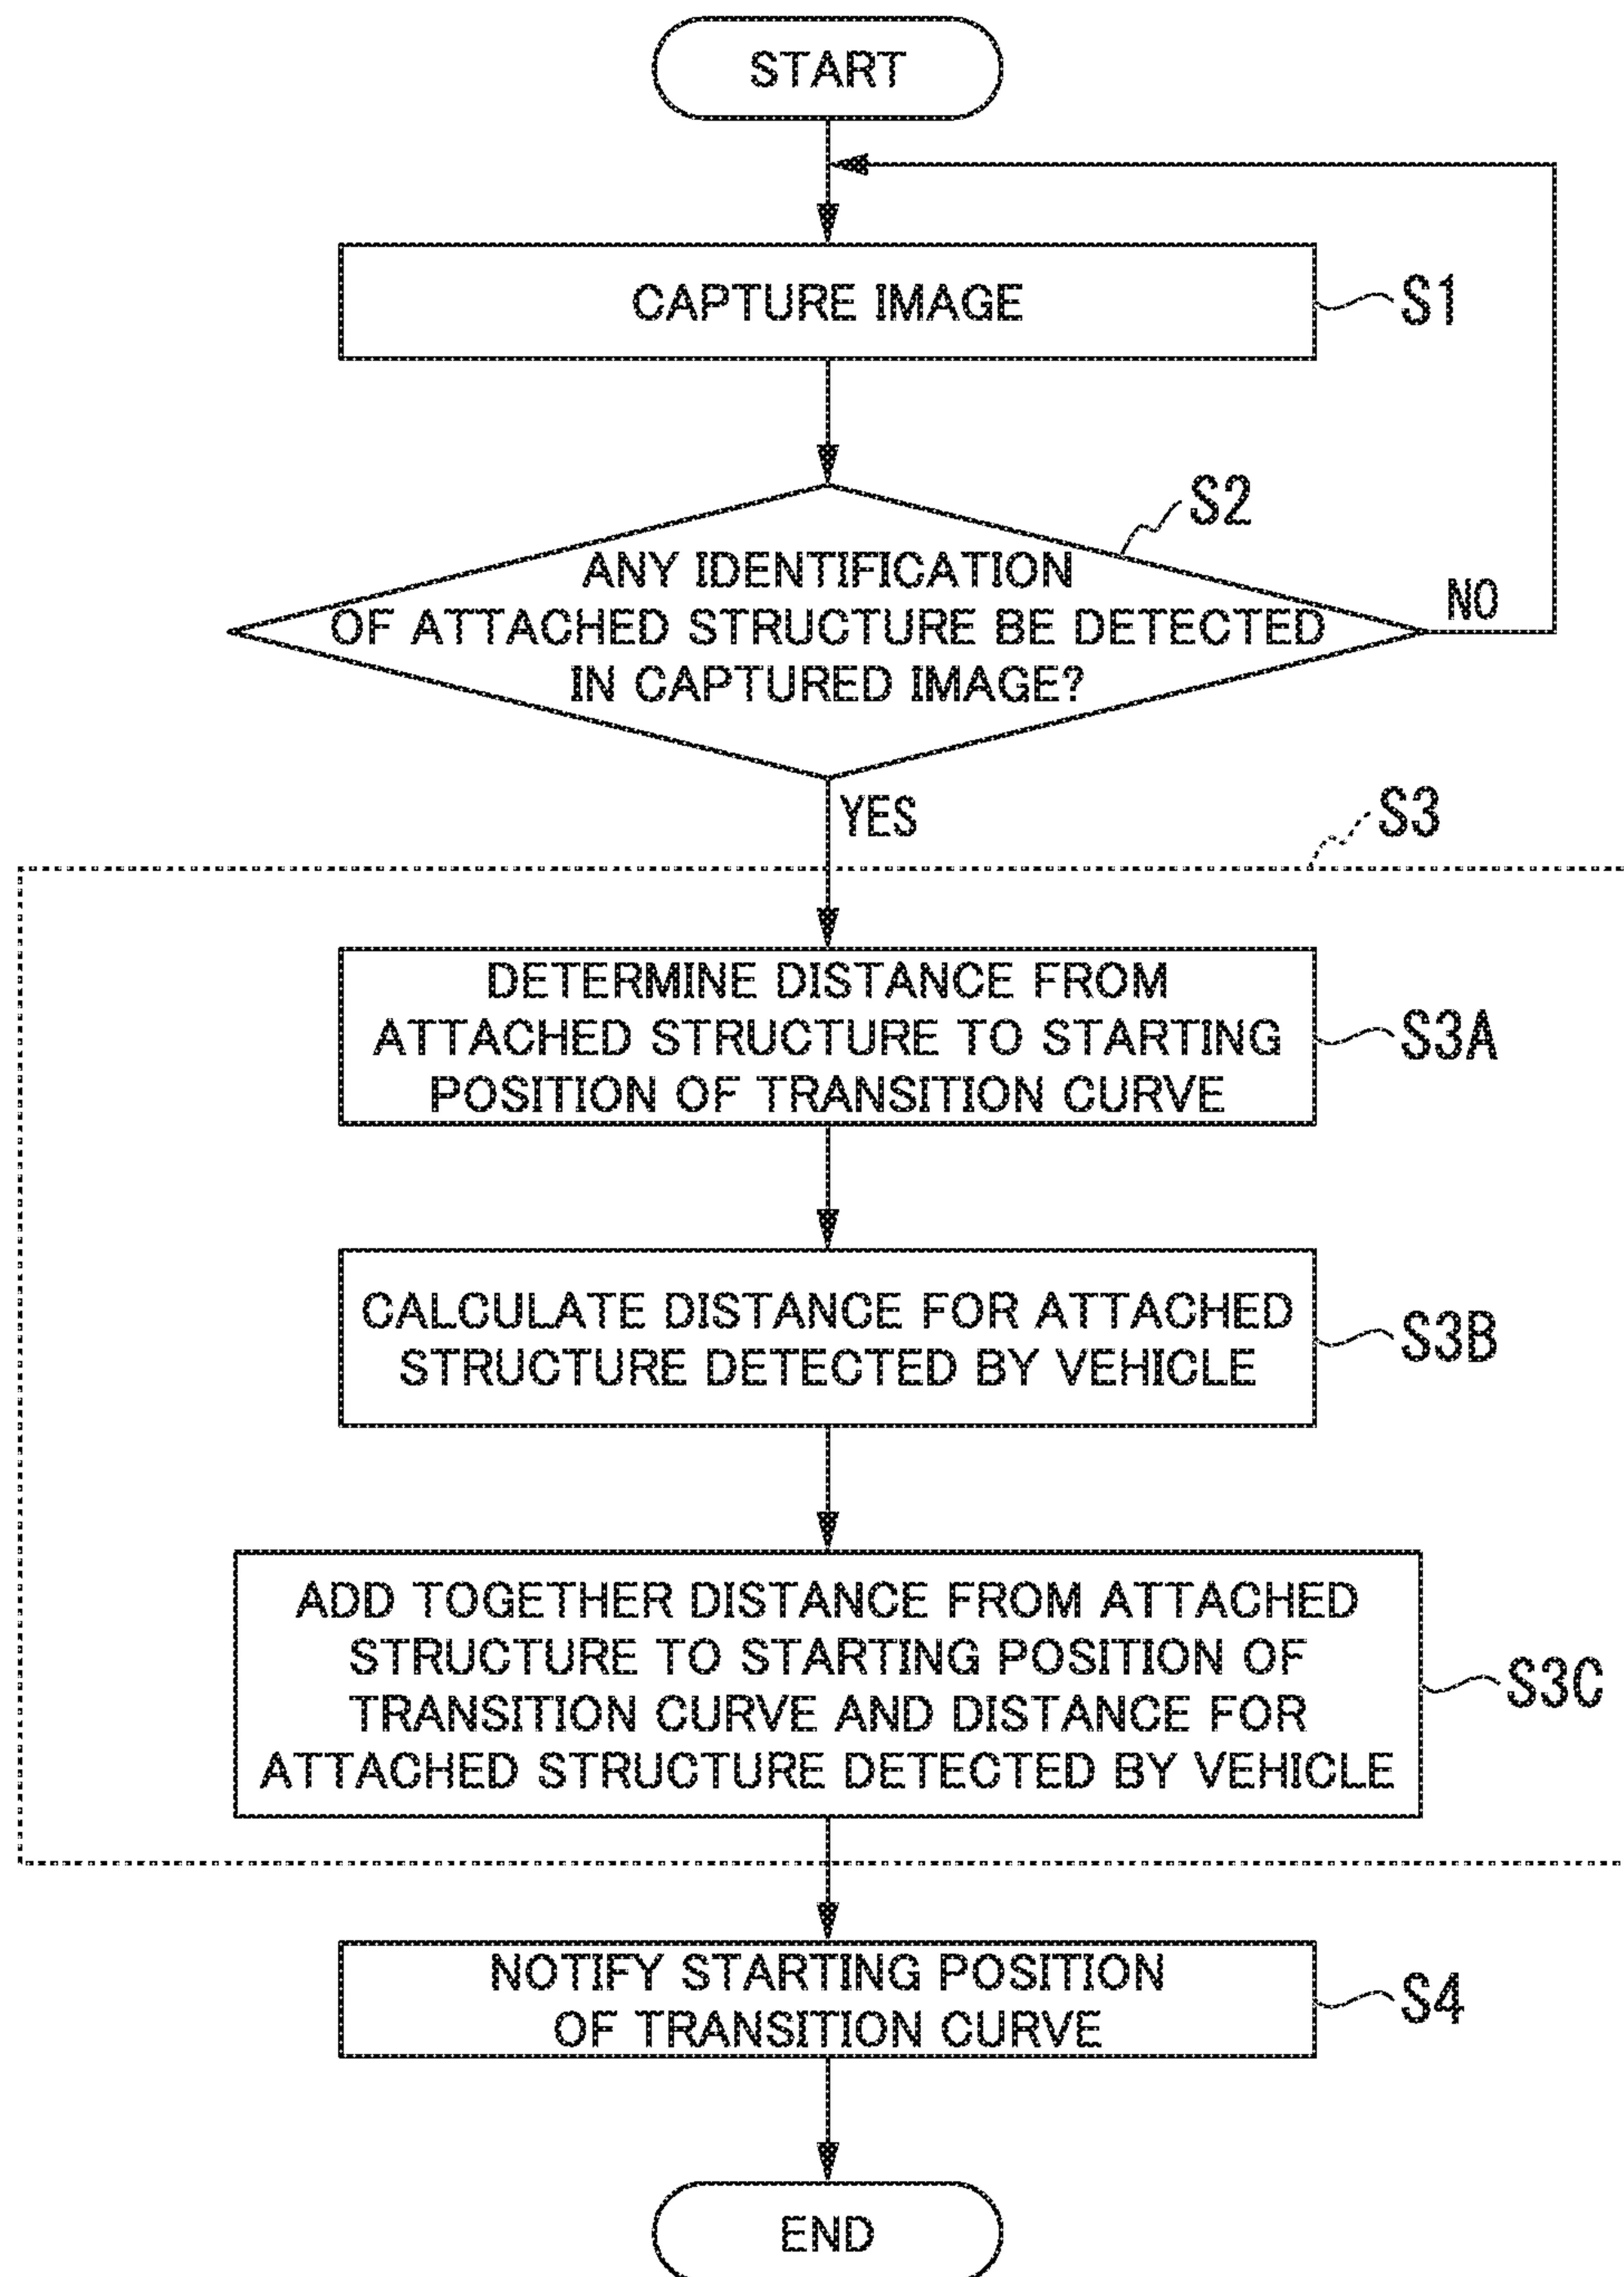 START
CAPTURE IMAGE
S1
S2
ANY IDENTIFICATION
OF ATTACHED STRUCTURE BE DETECTED
IN CAPTURED IMAGE?
NO
YES
S3
DETERMINE DISTANCE FROM
ATTACHED STRUCTURE TO STARTING
POSITION OF TRANSITION CURVE
S3A
CALCULATE DISTANCE FOR ATTACHED
STRUCTURE DETECTED BY VEHICLE
S3B
ADD TOGETHER DISTANCE FROM ATTACHED
STRUCTURE TO STARTING POSITION OF
TRANSITION CURVE AND DISTANCE FOR
ATTACHED STRUCTURE DETECTED BY VEHICLE
S3C
NOTIFY STARTING POSITION
OF TRANSITION CURVE
S4
END